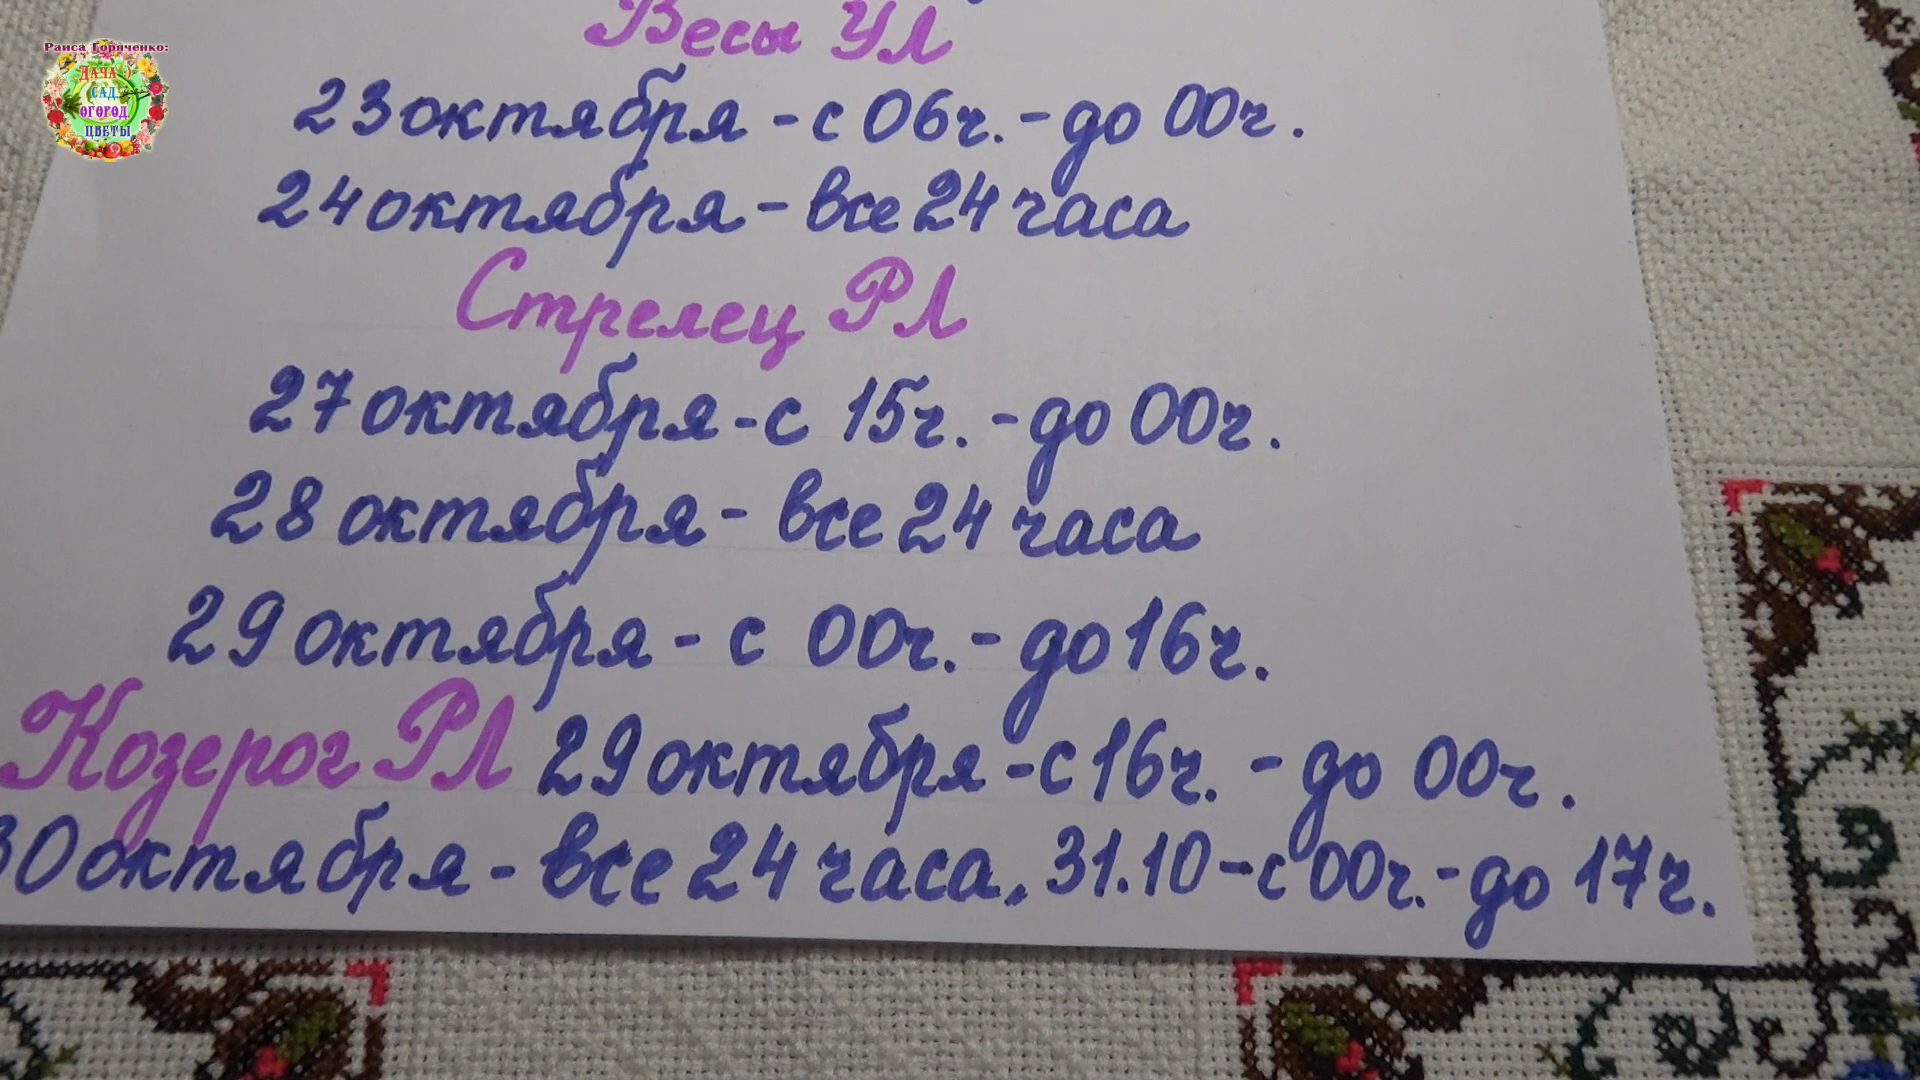 Раиса Горяченко:
Дача :)
сад
огород
цветы
Весы УЛ
23 октября - с 06ч. - до 00ч.
24 октября - все 24 часа
Стрелец РЛ
27 октября - с 15ч. - до 00ч.
28 октября - все 24 часа
29 октября - с 00ч. - до 16ч.
Козерог РЛ 29 октября - с 16ч. - до 00ч.
30 октября - все 24 часа. 31.10 - с 00ч. - до 17ч.